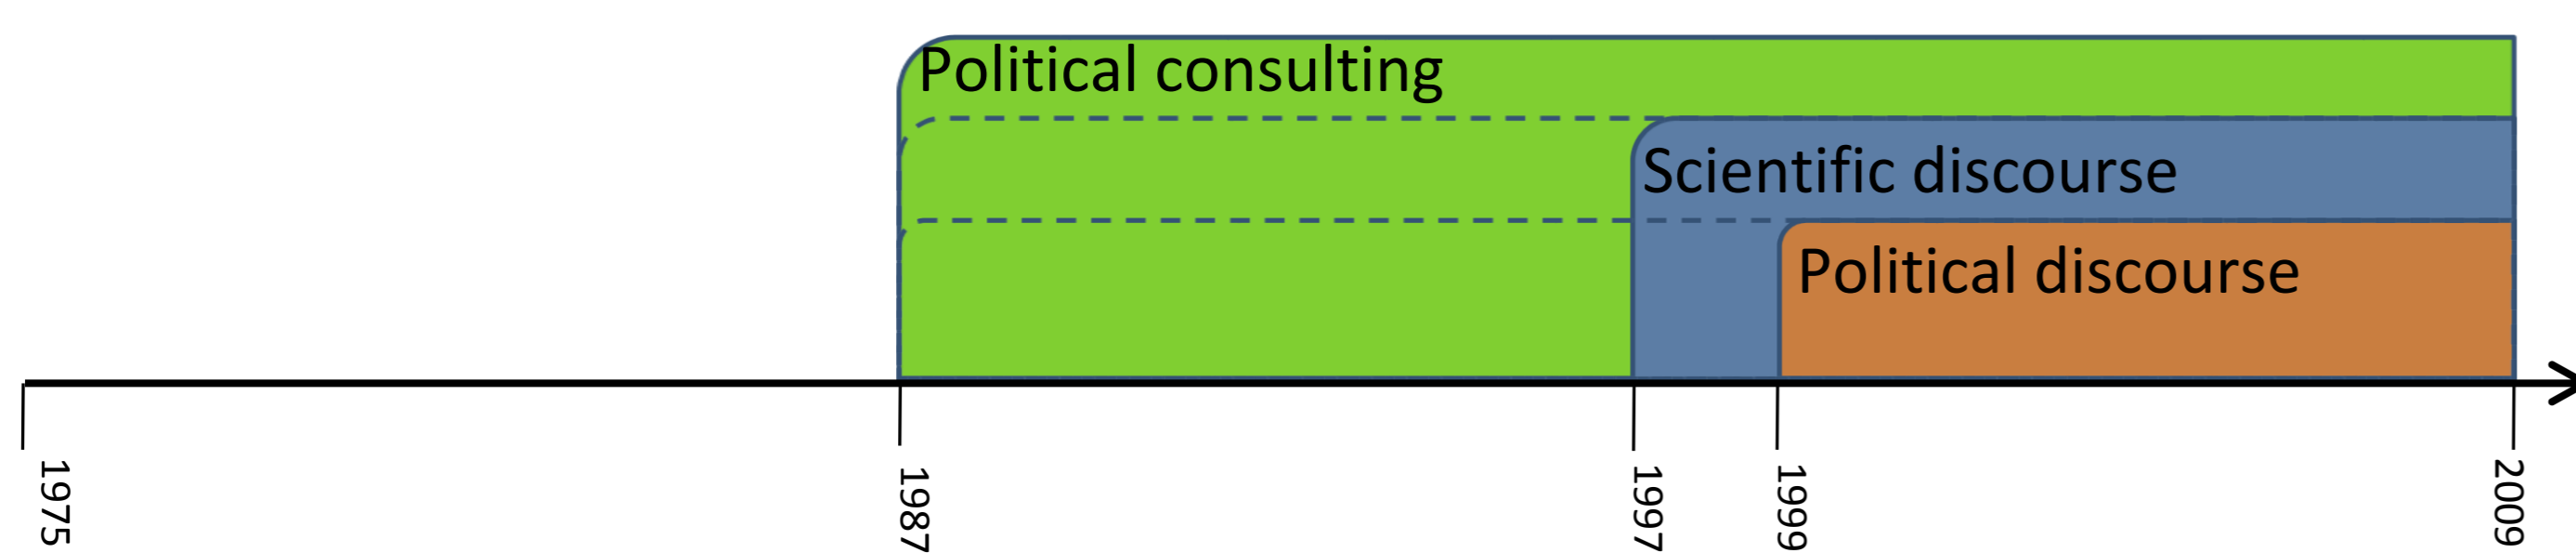 Political consulting
Scientific discourse
Political discourse
1975
1987
1997
1999
2009